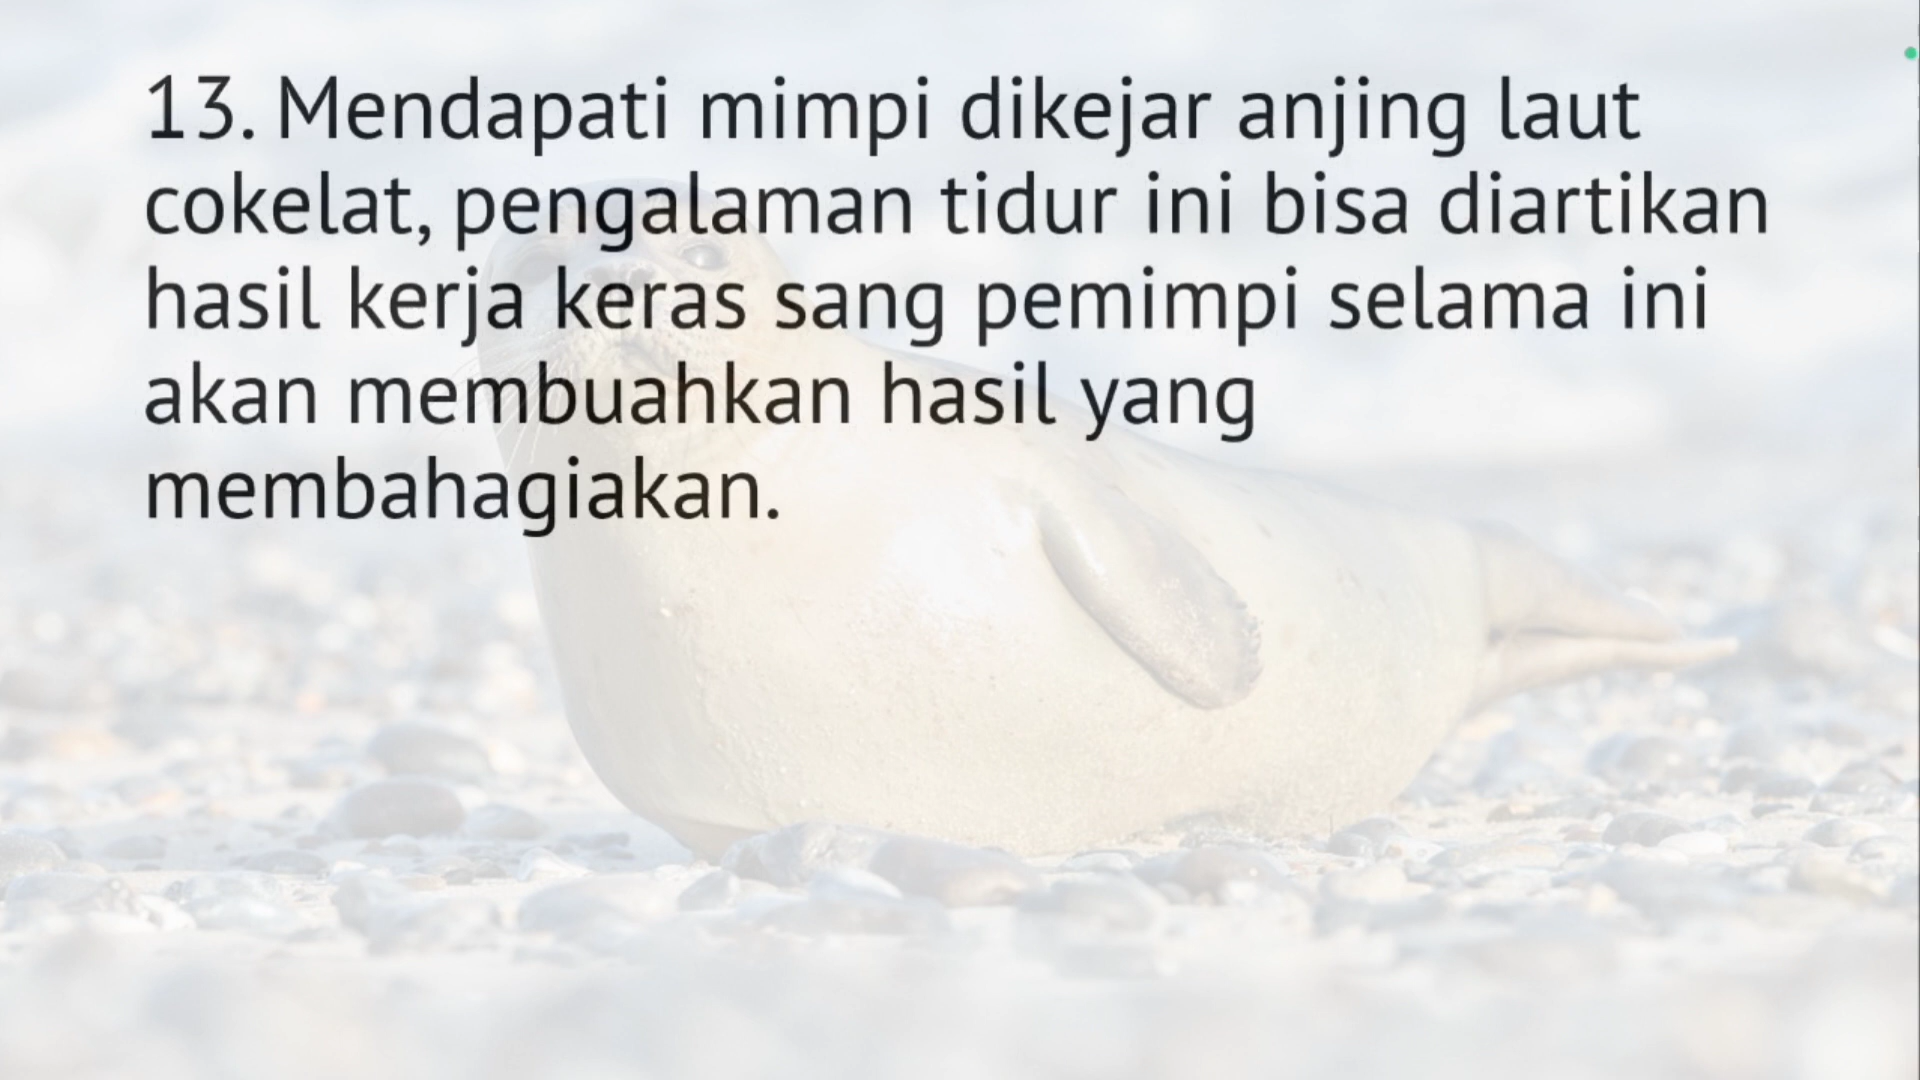 13. Mendapati mimpi dikejar anjing laut
cokelat, pengalaman tidur ini bisa diartikan
hasil kerja keras sang pemimpi selama ini
akan membuahkan hasil yang
membahagiakan.